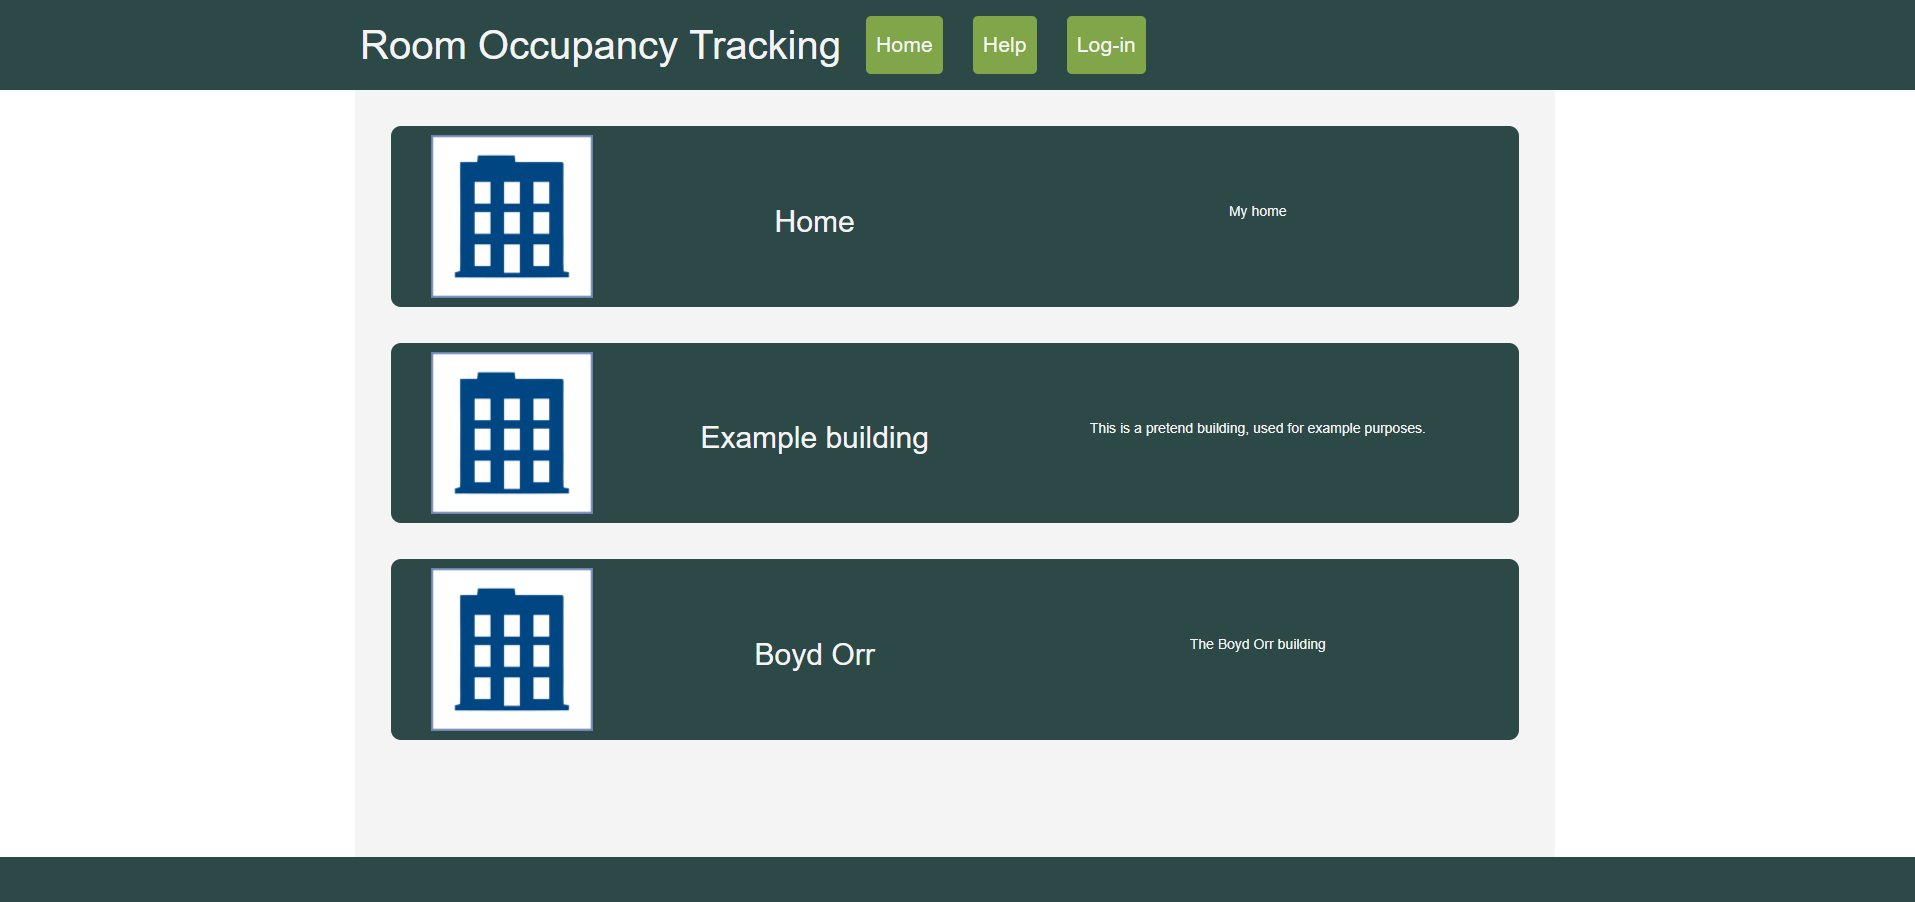 Room Occupancy Tracking Home Help Log-in
Home My home
Example building This is a pretend building, used for example purposes.
Boyd Orr The Boyd Orr building